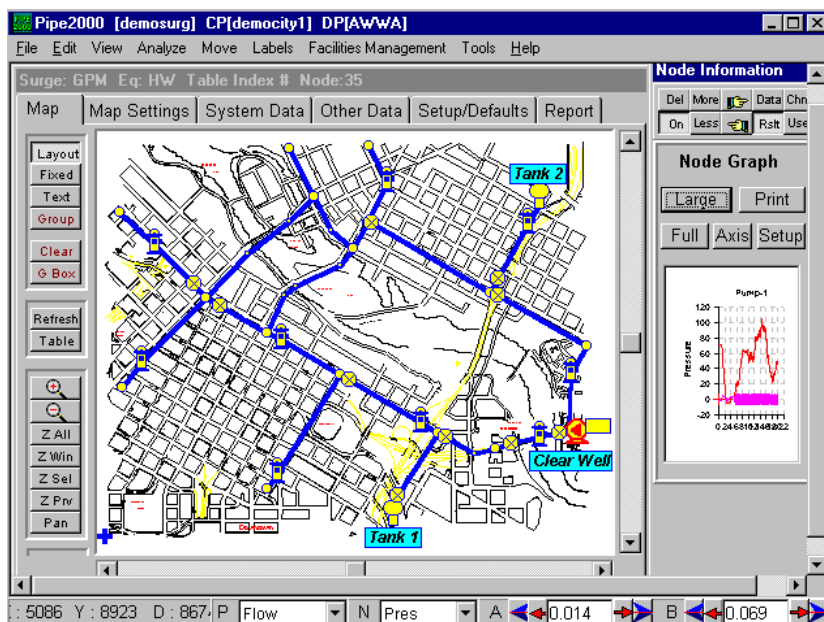 Pipe2000 [demosurg] CP[democity1] DP[AWWA]
File Edit View Analyze Move Labels Facilities Management Tools Help
Surge: GPM Eq: HW Table Index # Node:35
Node Information
Map Map Settings System Data Other Data Setup/Defaults Report
Del More Data Chn
On Less Rslt Use
Layout
Fixed
Text
Group
Clear
G Box
Refresh
Table
Z All
Z Win
Z Sel
Z Prv
Pan
Tank 2
Clear Well
Tank 1
Node Graph
Large Print
Full Axis Setup
Pump-1
Pressure
120
100
80
60
40
20
0
-20
: 5086 Y : 8923 D : 8674 P Flow N Pres A 0.014 B 0.069